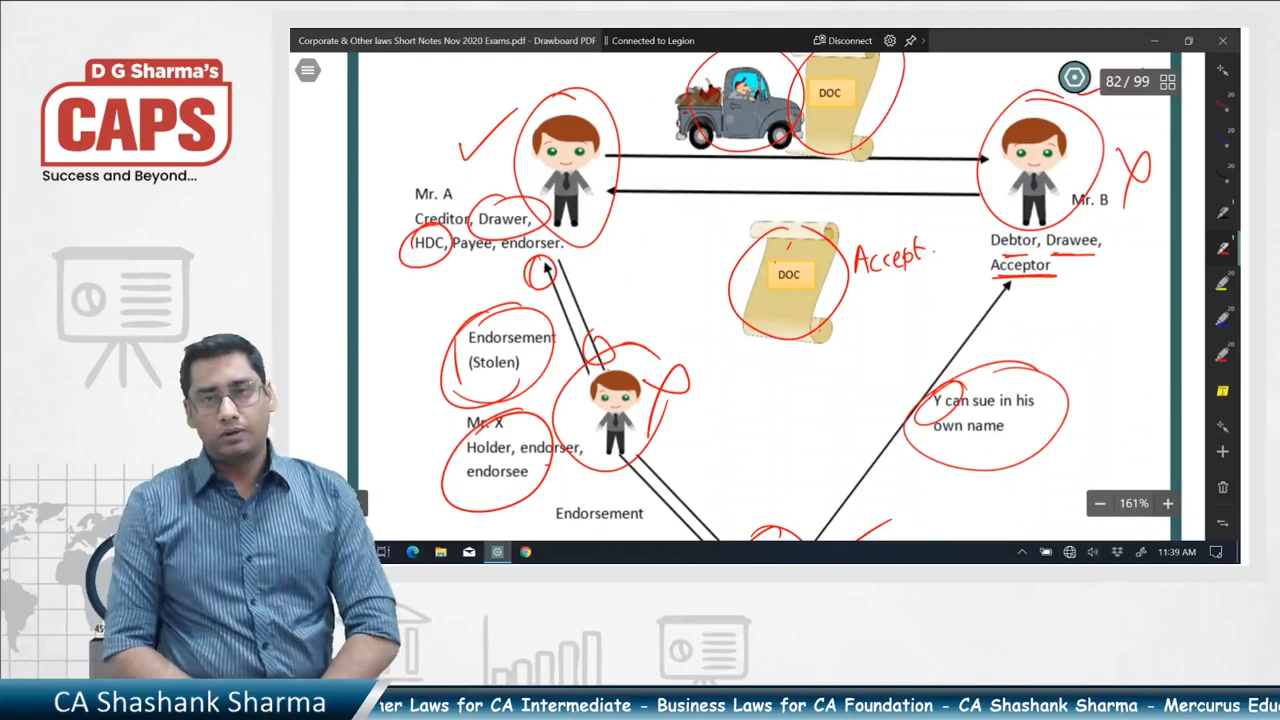 D G Sharma's
CAPS
Success and Beyond...
Corporate & Other laws Short Notes Nov 2020 Exams.pdf - Drawboard PDF
Connected to Legion
Disconnect
82 / 99
DOC
Mr. A
Creditor, Drawer,
HDC, Payee, endorser.
Mr. B
Debtor, Drawee,
Acceptor
DOC
Accept.
Endorsement
(Stolen)
Mr. X
Holder, endorser,
endorsee
Y can sue in his
own name
Endorsement
161%
11:39 AM
CA Shashank Sharma
her Laws for CA Intermediate - Business Laws for CA Foundation - CA Shashank Sharma - Mercurus Edu